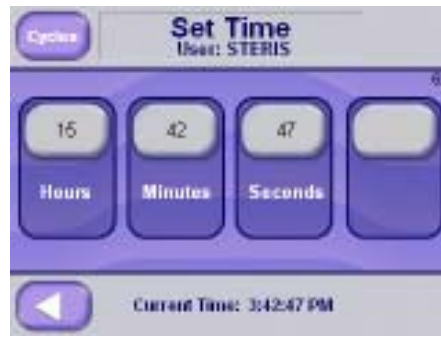 Cycles
Set Time
User: STERIS
15
42
47
Hours
Minutes
Seconds
Current Time: 3:42:47 PM